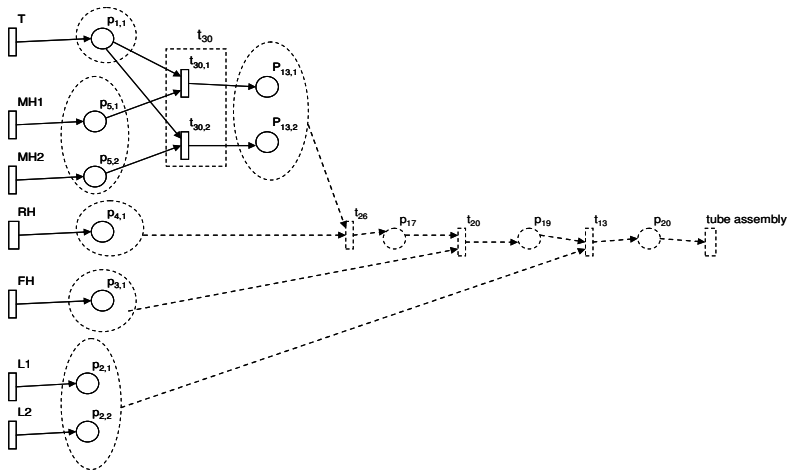 T
p1,1
t30
t30,1
P13,1
MH1
p5,1
t30,2
P13,2
MH2
p5,2
RH
p4,1
t26
p17
t20
p19
t13
p20
tube assembly
FH
p3,1
L1
p2,1
L2
p2,2